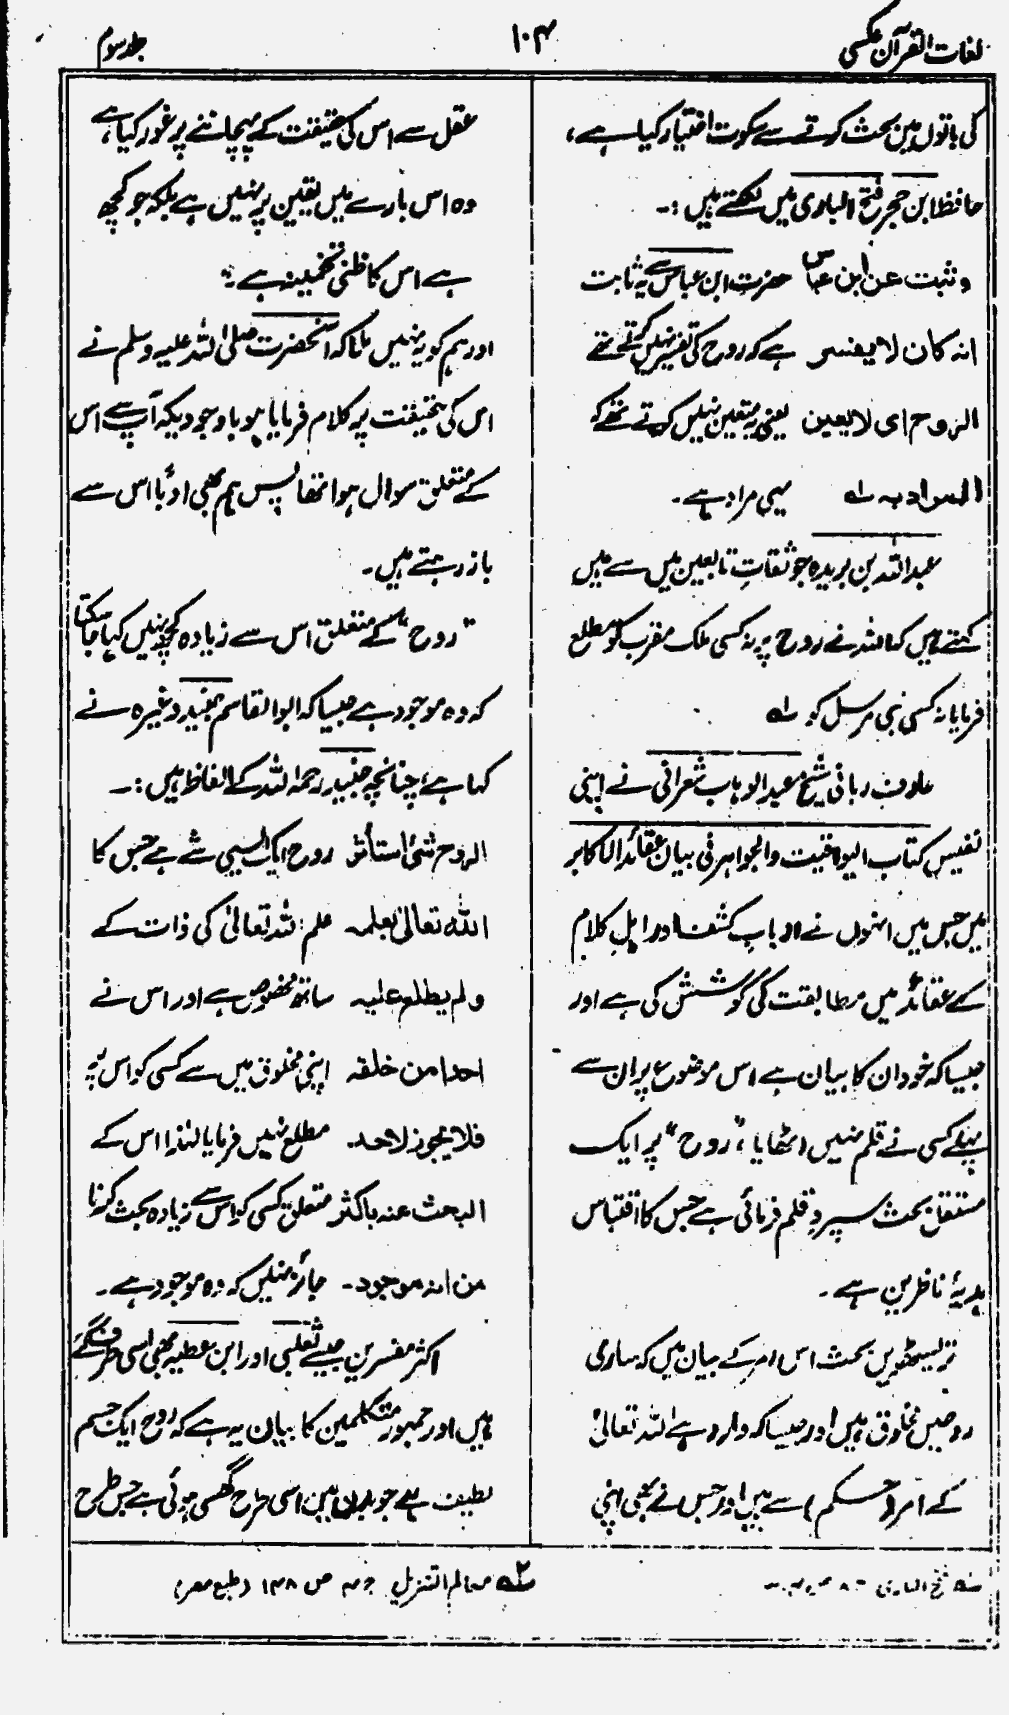 لغات القرآن عکسی
۱۰۴
جلد سوم
کی باتوں میں بحث کرتے سے سکوت اختیار کیا ہے،
حافظ ابن حجر فتح الباری میں لکھتے ہیں :۔
وثبت عن ابن عباس حضرت ابن عباس سے یہ ثابت
انہ کان لا یفسر ہے کہ روح کی تفسیر نہیں کرتے تھے
الروح ای لا یعین یعنی یہ متعین نہیں کرتے تھے کہ
المراد بہ لہ یہی مراد ہے۔
عبداللہ بن بریدہ جو ثقات تابعین میں سے ہیں
کہتے ہیں کہ اللہ نے روح پر نہ کسی ملک مقرب کو مطلع
فرمایا نہ کسی نبی مرسل کو لہ
عارف ربانی شیخ عبدالوہاب شعرانی نے اپنی
نفیس کتاب الیواقیت والجواہر فی بیان عقائد الاکابر
میں جس میں انہوں نے ارباب کشف اور اہل کلام
کے عقائد میں مطابقت کی کوشش کی ہے اور
جیسا کہ خود ان کا بیان ہے اس موضوع پر ان سے
پہلے کسی نے قلم نہیں اٹھایا، "روح" پر ایک
مستقل بحث سپرد قلم فرمائی ہے جس کا اقتباس
ہدیۂ ناظرین ہے۔
تریسٹھویں بحث اس امر کے بیان میں کہ ساری
روحیں مخلوق ہیں اور جیسا کہ وارد ہے اللہ تعالیٰ
کے امر (حکم) سے ہیں اور جس نے بھی اپنی
عقل سے اس کی حقیقت کے پہچاننے پر غور کیا ہے،
وہ اس بارے میں یقین پر نہیں ہے بلکہ جو کچھ
ہے اس کا ظنی تخمینہ ہے؛
اور ہم کو یہ نہیں ملا کہ آنحضرت صلی اللہ علیہ وسلم نے
اس کی حقیقت پر کلام فرمایا ہو باوجودیکہ آپ سے اس
کے متعلق سوال ہوا تھا پس ہم بھی ادبا اس سے
باز رہتے ہیں۔
"روح" کے متعلق اس سے زیادہ کچھ نہیں کہا جا سکتا
کہ وہ موجود ہے جیسا کہ ابوالقاسم جنید وغیرہ نے
کہا ہے، چنانچہ جنید رحمہ اللہ کے الفاظ ہیں :۔
الروح شیٔ استأثر روح ایک ایسی شے ہے جس کا
اللہ تعالیٰ بعلمہ علم اللہ تعالیٰ کی ذات کے
ولم یطلع علیہ ساتھ مخصوص ہے اور اس نے
احدا من خلقہ اپنی مخلوق میں سے کسی کو اس پر
فلا یجوز لاحد مطلع نہیں فرمایا لہٰذا اس کے
البحث عنہ باکثر متعلق کسی کو اس سے زیادہ بحث کرنا
من انہ موجود۔ جائز نہیں کہ وہ موجود ہے۔
اکثر مفسرین جیسے ثعلبی اور ابن عطیہ بھی اسی طرف گئے
ہیں اور جمہور متکلمین کا بیان یہ ہے کہ روح ایک جسم
لطیف ہے جو بدن میں اسی طرح گھسی ہوئی ہے جس طرح
لہ فتح الباری
۲ہ معالم التنزیل ج۴ ص ۱۴۸ (طبع مصر)